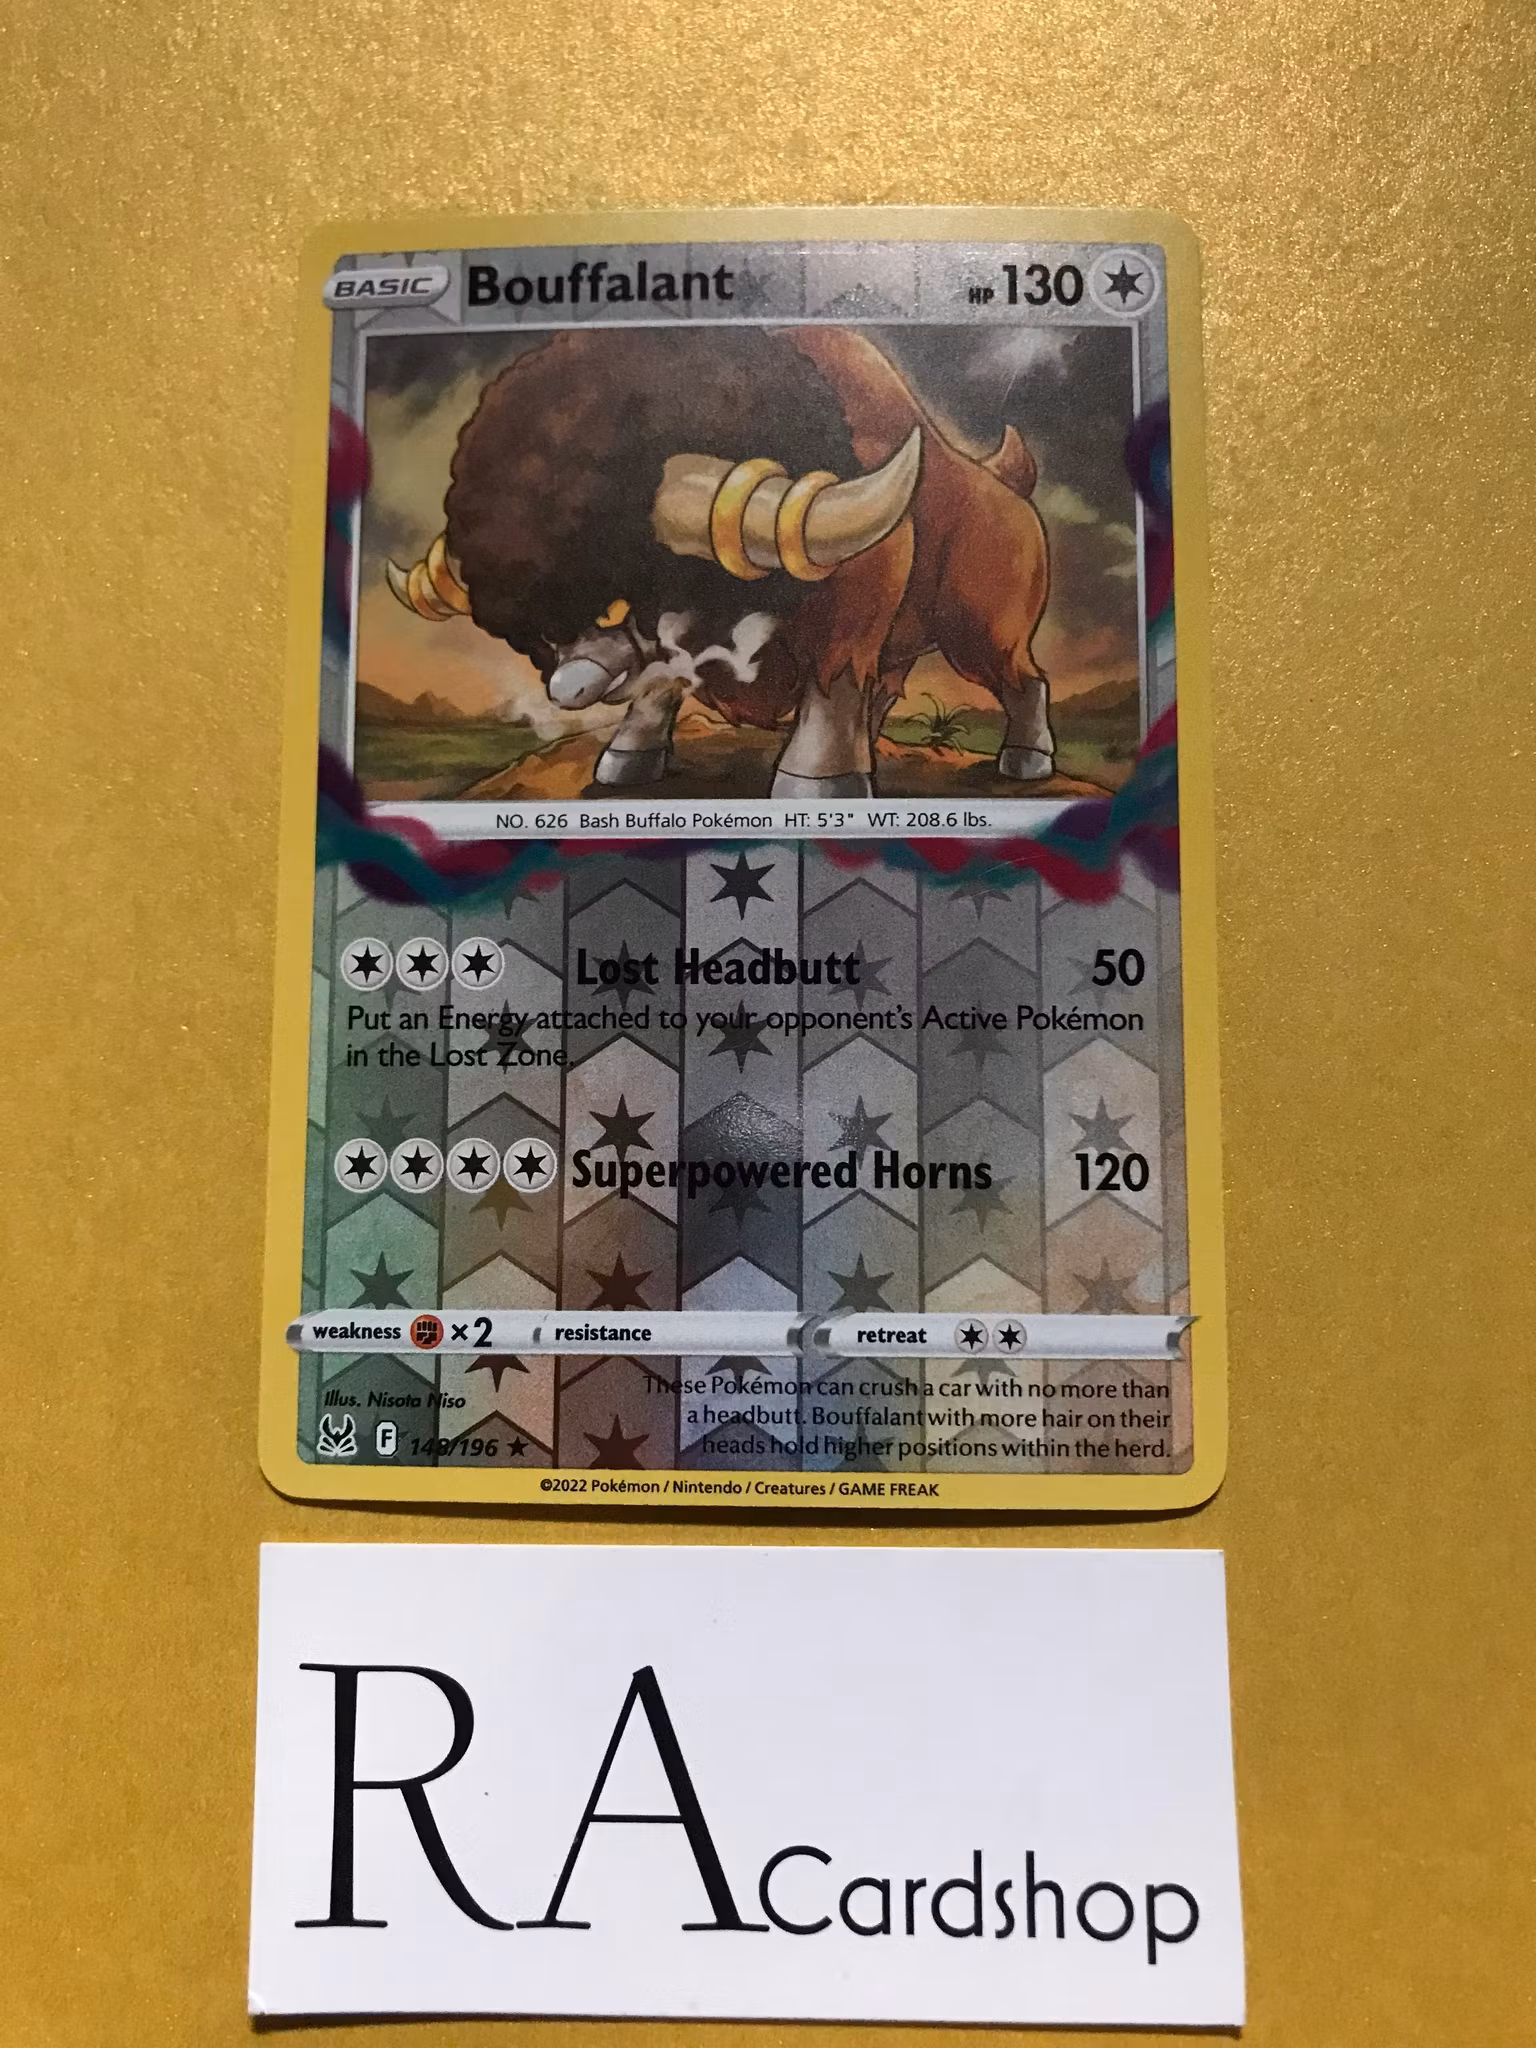 BASIC Bouffalant HP 130
NO. 626 Bash Buffalo Pokémon HT: 5'3" WT: 208.6 lbs.
Lost Headbutt 50
Put an Energy attached to your opponent's Active Pokémon
in the Lost Zone.
Superpowered Horns 120
weakness ×2 resistance retreat
Illus. Nisota Niso
These Pokémon can crush a car with no more than
a headbutt. Bouffalant with more hair on their
heads hold higher positions within the herd.
F 148/196 ★
©2022 Pokémon / Nintendo / Creatures / GAME FREAK
RA Cardshop